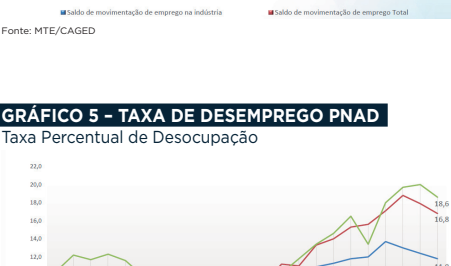 Saldo de movimentação de emprego na indústria Saldo de movimentação de emprego Total
Fonte: MTE/CAGED
GRÁFICO 5 – TAXA DE DESEMPREGO PNAD
Taxa Percentual de Desocupação
22,0
20,0
18,6
18,0
16,8
16,0
14,0
12,0